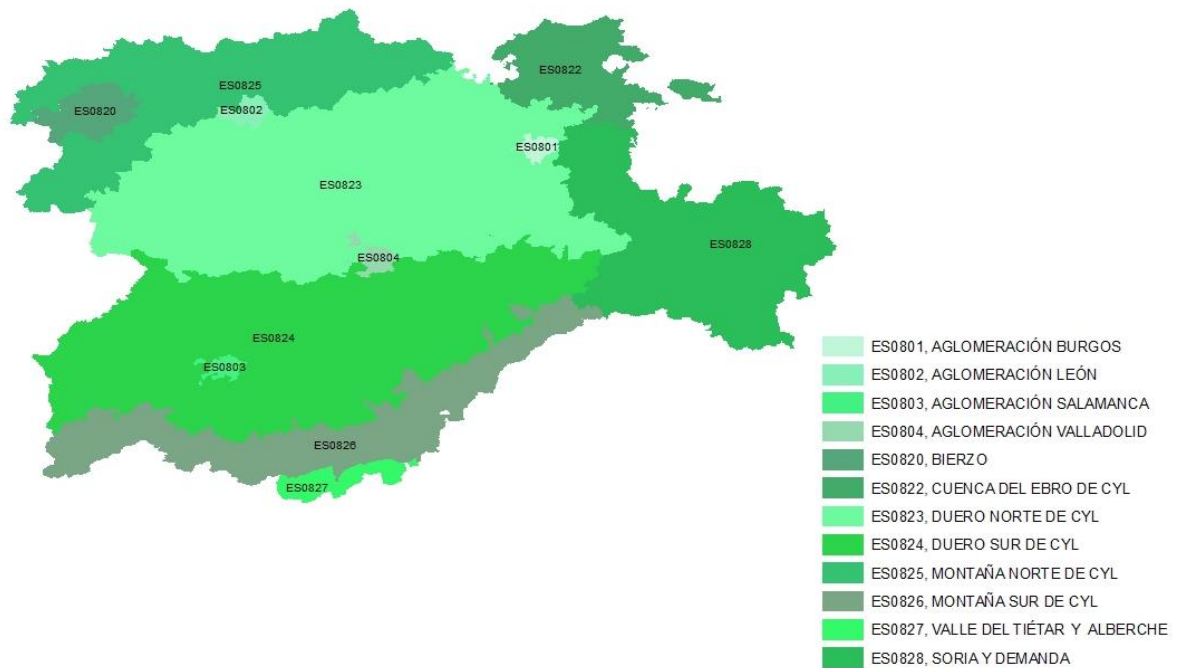 ES0822
ES0825
ES0820
ES0802
ES0801
ES0823
ES0828
ES0804
ES0824
ES0803
ES0826
ES0827
ES0801, AGLOMERACIÓN BURGOS
ES0802, AGLOMERACIÓN LEÓN
ES0803, AGLOMERACIÓN SALAMANCA
ES0804, AGLOMERACIÓN VALLADOLID
ES0820, BIERZO
ES0822, CUENCA DEL EBRO DE CYL
ES0823, DUERO NORTE DE CYL
ES0824, DUERO SUR DE CYL
ES0825, MONTAÑA NORTE DE CYL
ES0826, MONTAÑA SUR DE CYL
ES0827, VALLE DEL TIÉTAR Y ALBERCHE
ES0828, SORIA Y DEMANDA